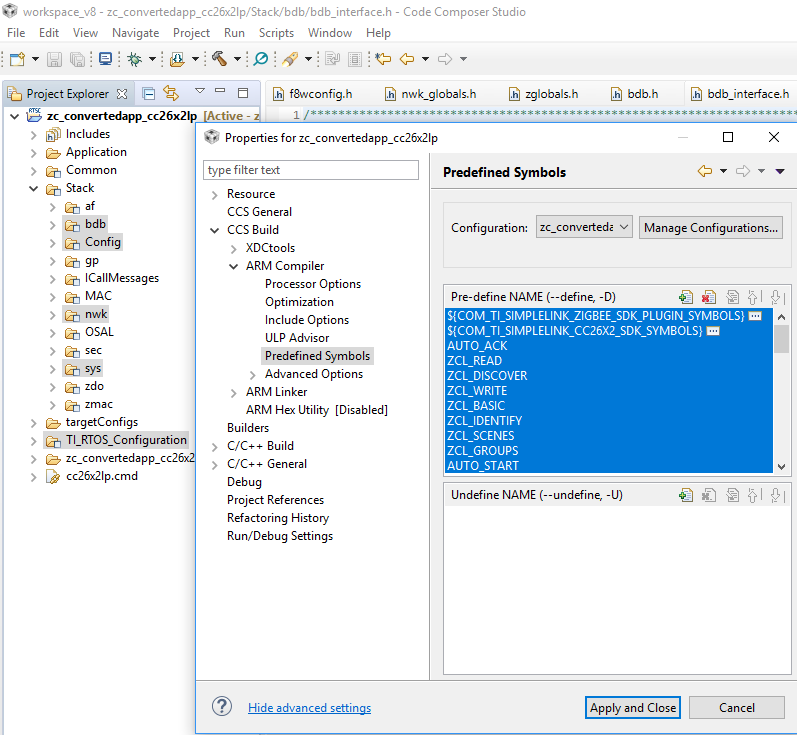 workspace_v8 - zc_convertedapp_cc26x2lp/Stack/bdb/bdb_interface.h - Code Composer Studio
File Edit View Navigate Project Run Scripts Window Help
Project Explorer
f8wconfig.h nwk_globals.h zglobals.h bdb.h bdb_interface.h
RTSC
zc_convertedapp_cc26x2lp [Active - z
1 /*****************************************
Includes
Application
Common
Stack
af
bdb
Config
gp
ICallMessages
MAC
nwk
OSAL
sec
sys
zdo
zmac
targetConfigs
TI_RTOS_Configuration
zc_convertedapp_cc26x2
cc26x2lp.cmd
Properties for zc_convertedapp_cc26x2lp
type filter text
Resource
CCS General
CCS Build
XDCtools
ARM Compiler
Processor Options
Optimization
Include Options
ULP Advisor
Predefined Symbols
Advanced Options
ARM Linker
ARM Hex Utility [Disabled]
Builders
C/C++ Build
C/C++ General
Debug
Project References
Refactoring History
Run/Debug Settings
Predefined Symbols
Configuration: zc_converteda Manage Configurations...
Pre-define NAME (--define, -D)
${COM_TI_SIMPLELINK_ZIGBEE_SDK_PLUGIN_SYMBOLS}
${COM_TI_SIMPLELINK_CC26X2_SDK_SYMBOLS}
AUTO_ACK
ZCL_READ
ZCL_DISCOVER
ZCL_WRITE
ZCL_BASIC
ZCL_IDENTIFY
ZCL_SCENES
ZCL_GROUPS
AUTO_START
Undefine NAME (--undefine, -U)
? Hide advanced settings
Apply and Close Cancel